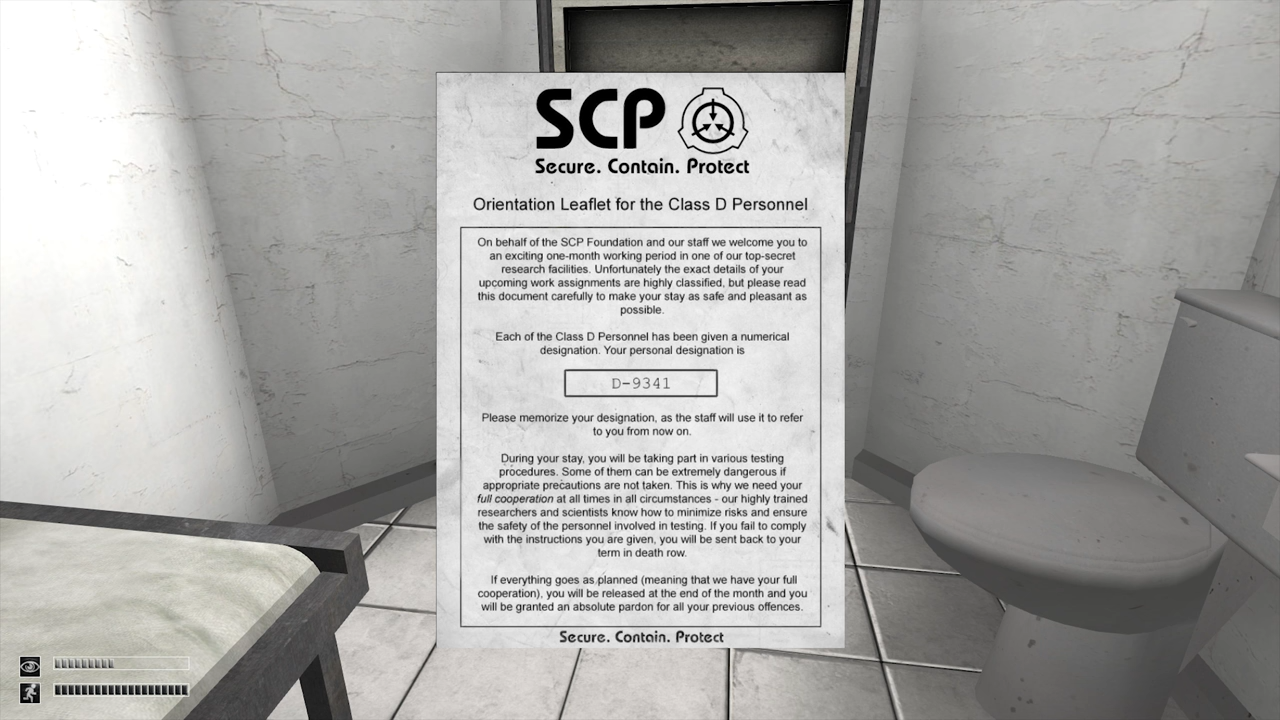 SCP
Secure. Contain. Protect
Orientation Leaflet for the Class D Personnel
On behalf of the SCP Foundation and our staff we welcome you to
an exciting one-month working period in one of our top-secret
research facilities. Unfortunately the exact details of your
upcoming work assignments are highly classified, but please read
this document carefully to make your stay as safe and pleasant as
possible.
Each of the Class D Personnel has been given a numerical
designation. Your personal designation is
D-9341
Please memorize your designation, as the staff will use it to refer
to you from now on.
During your stay, you will be taking part in various testing
procedures. Some of them can be extremely dangerous if
appropriate precautions are not taken. This is why we need your
full cooperation at all times in all circumstances - our highly trained
researchers and scientists know how to minimize risks and ensure
the safety of the personnel involved in testing. If you fail to comply
with the instructions you are given, you will be sent back to your
term in death row.
If everything goes as planned (meaning that we have your full
cooperation), you will be released at the end of the month and you
will be granted an absolute pardon for all your previous offences.
Secure. Contain. Protect